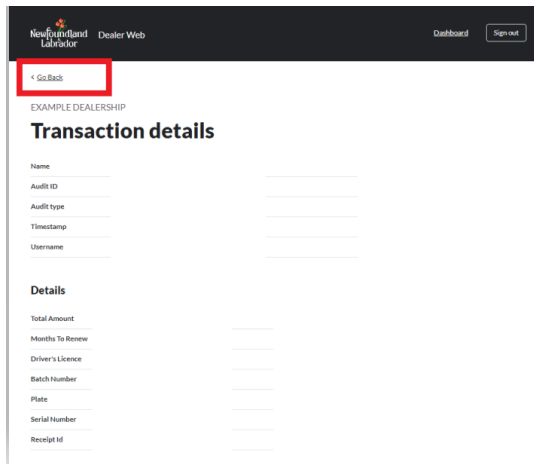 Newfoundland
Labrador
Dealer Web
Dashboard
Sign out
< Go Back
EXAMPLE DEALERSHIP
Transaction details
Name
Audit ID
Audit type
Timestamp
Username
Details
Total Amount
Months To Renew
Driver's Licence
Batch Number
Plate
Serial Number
Receipt Id